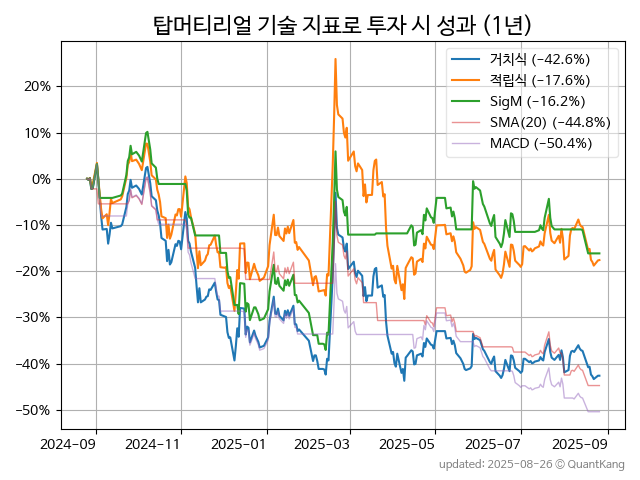 탑머티리얼 기술 지표로 투자 시 성과 (1년)
거치식 (−42.6%)
적립식 (−17.6%)
SigM (−16.2%)
SMA(20) (−44.8%)
MACD (−50.4%)
20%
10%
0%
−10%
−20%
−30%
−40%
−50%
2024−09 2024−11 2025−01 2025−03 2025−05 2025−07 2025−09
updated: 2025-08-26 © QuantKang